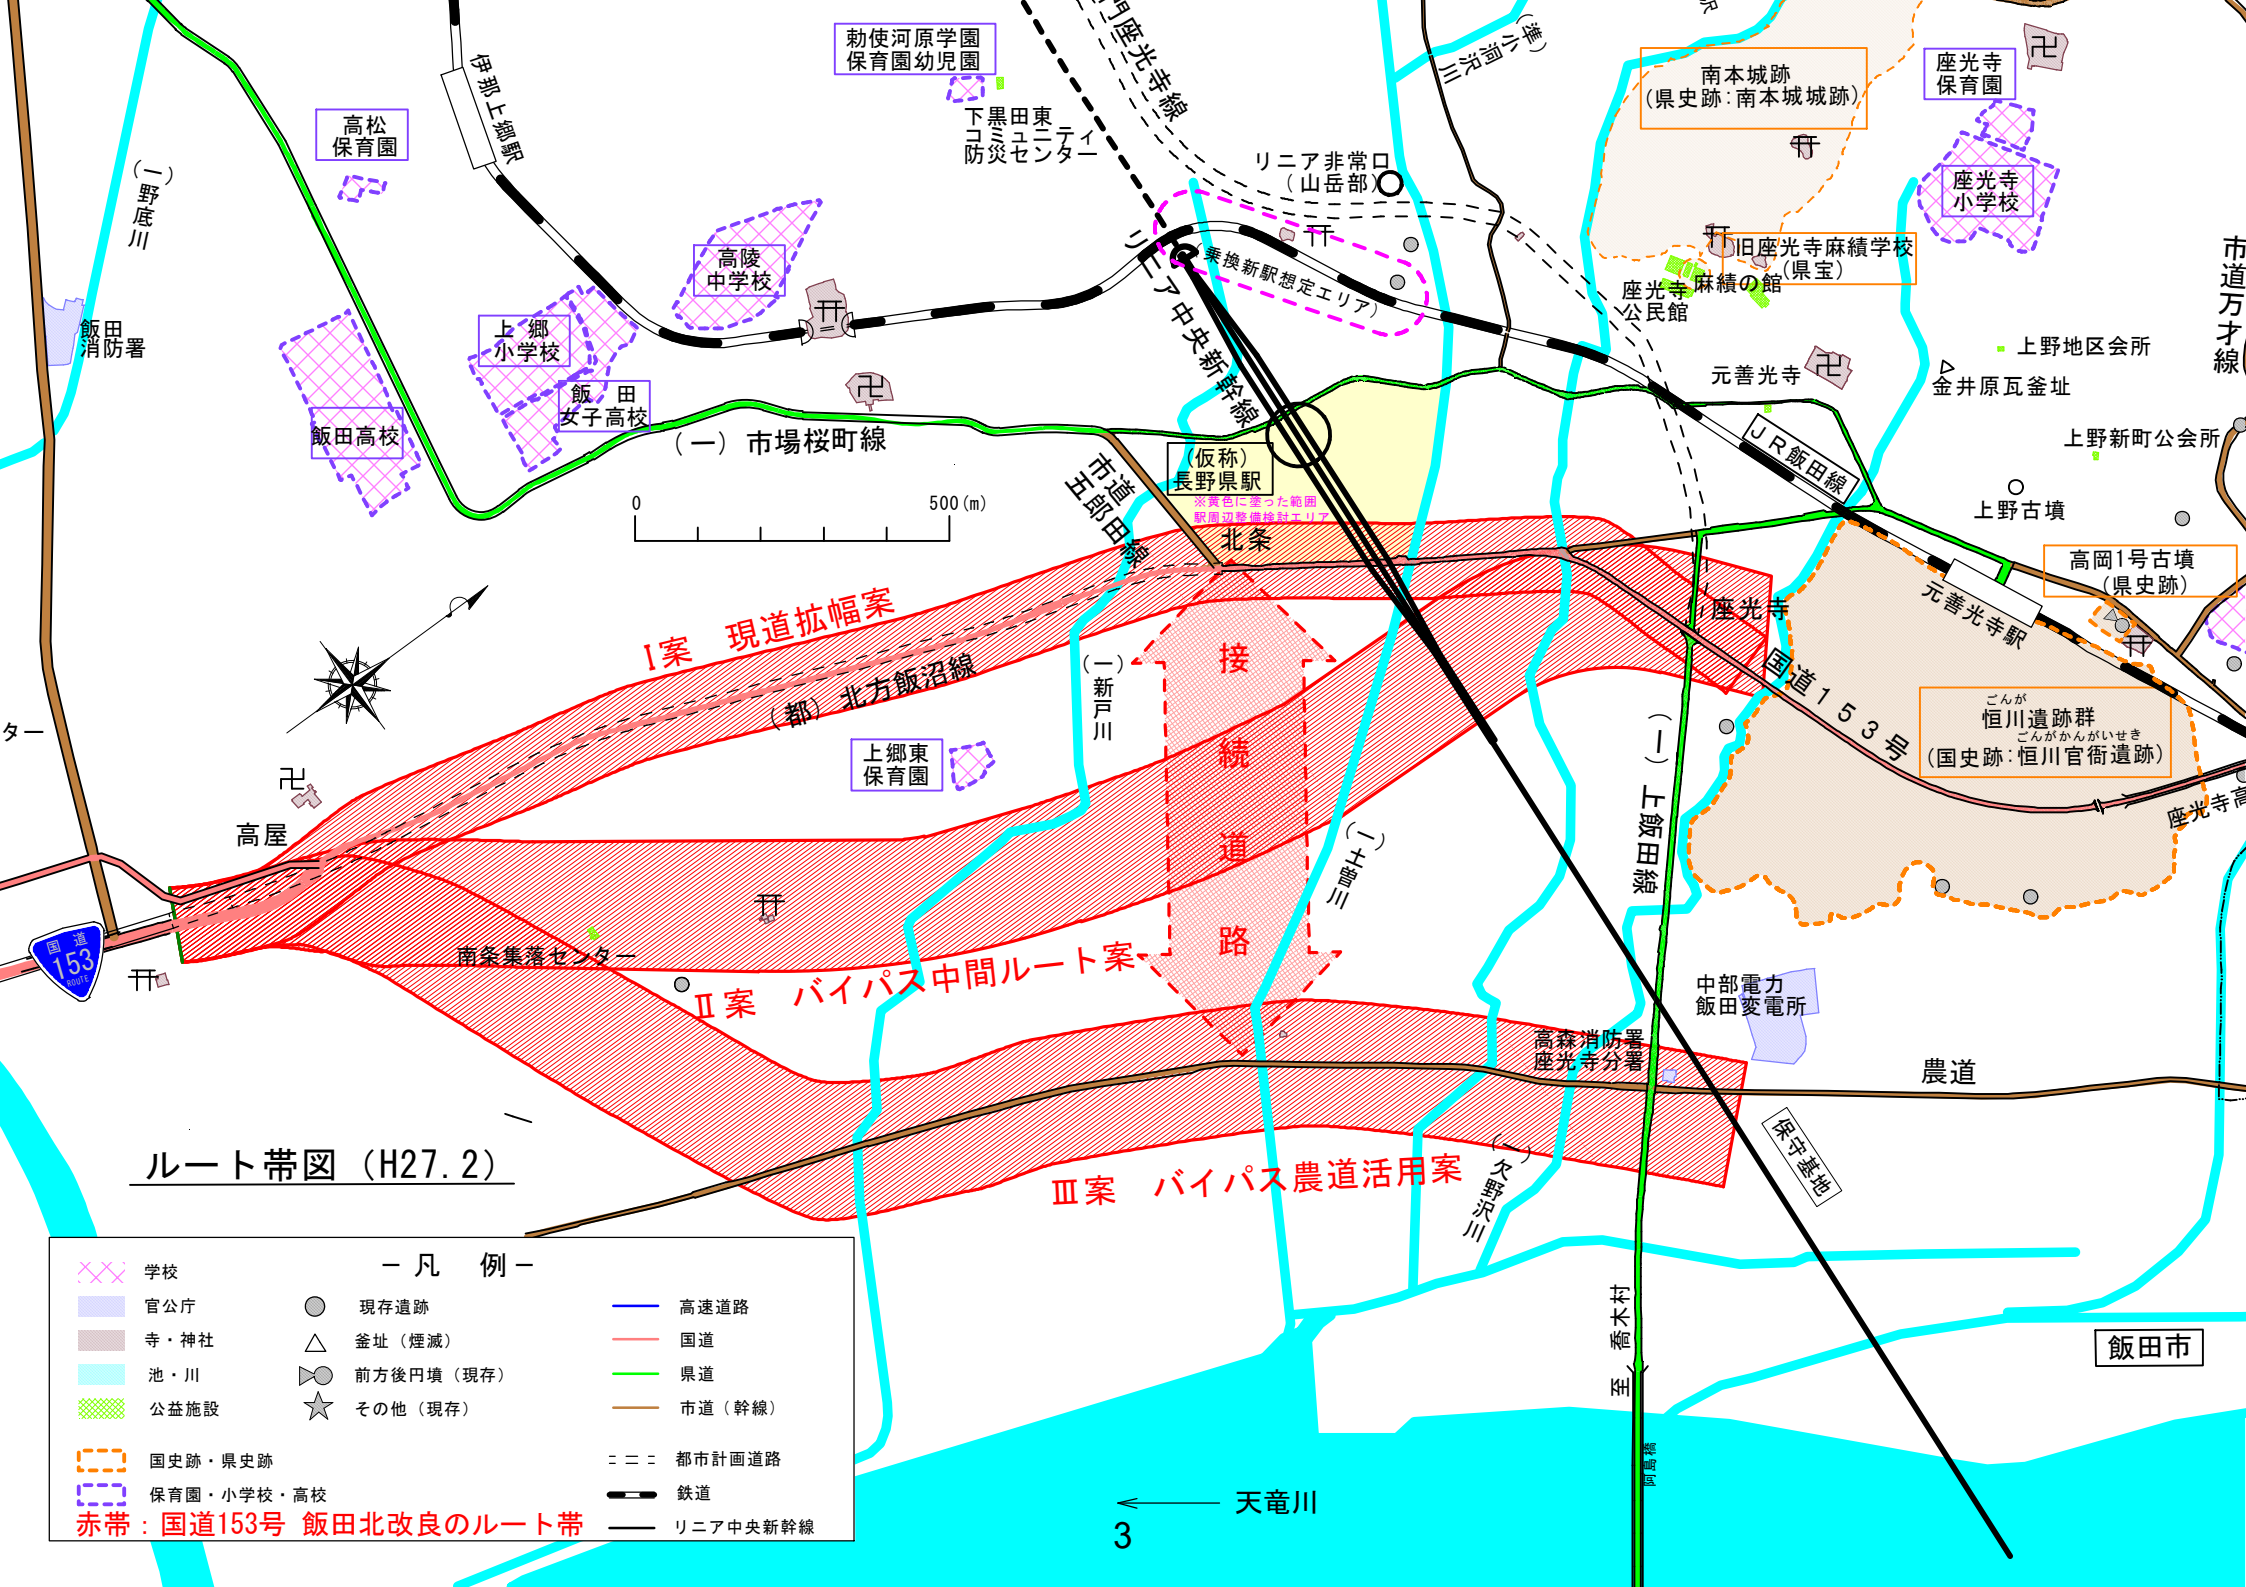 勅使河原学園
保育園幼児園
高松
保育園
伊那上郷駅
(一)野底川
飯田
消防署
下黒田東
コミュニティ
防災センター
門座光寺線
リニア非常口
(山岳部)
(準)小洞沢川
沢
南本城跡
(県史跡:南本城城跡)
座光寺
保育園
座光寺
小学校
旧座光寺麻績学校
(県宝)
麻績の館
座光寺
公民館
市道万才線(
高陵
中学校
上 郷
小学校
飯 田
女子高校
飯田高校
(一)市場桜町線
(乗換新駅想定エリア)
リニア中央新幹線
元善光寺
上野地区会所
金井原瓦釜址
上野新町公会所
上野古墳
JR飯田線
(仮称)
長野県駅
※黄色に塗った範囲
駅周辺整備検討エリア
北条
市道
五郎田線
0 500(m)
高岡1号古墳
(県史跡)
元善光寺駅
座光寺
国道153号
ごんが
恒川遺跡群
ごんがかんがいせき
(国史跡:恒川官衙遺跡)
座光寺高
Ⅰ案 現道拡幅案
(都)北方飯沼線
(一)新戸川
接続道路
上郷東
保育園
ター
高屋
(一)土曽川
(一)上飯田線
国道
153
ROUTE
南条集落センター
Ⅱ案 バイパス中間ルート案
中部電力
飯田変電所
高森消防署
座光寺分署
農道
Ⅲ案 バイパス農道活用案
(一)欠野沢川
保守基地
ルート帯図(H27.2)
-凡 例-
学校
官公庁
寺・神社
池・川
公益施設
国史跡・県史跡
保育園・小学校・高校
現存遺跡
釜址(煙滅)
前方後円墳(現存)
その他(現存)
高速道路
国道
県道
市道(幹線)
都市計画道路
鉄道
リニア中央新幹線
赤帯:国道153号 飯田北改良のルート帯
至 喬木村
阿島橋
飯田市
天竜川
3